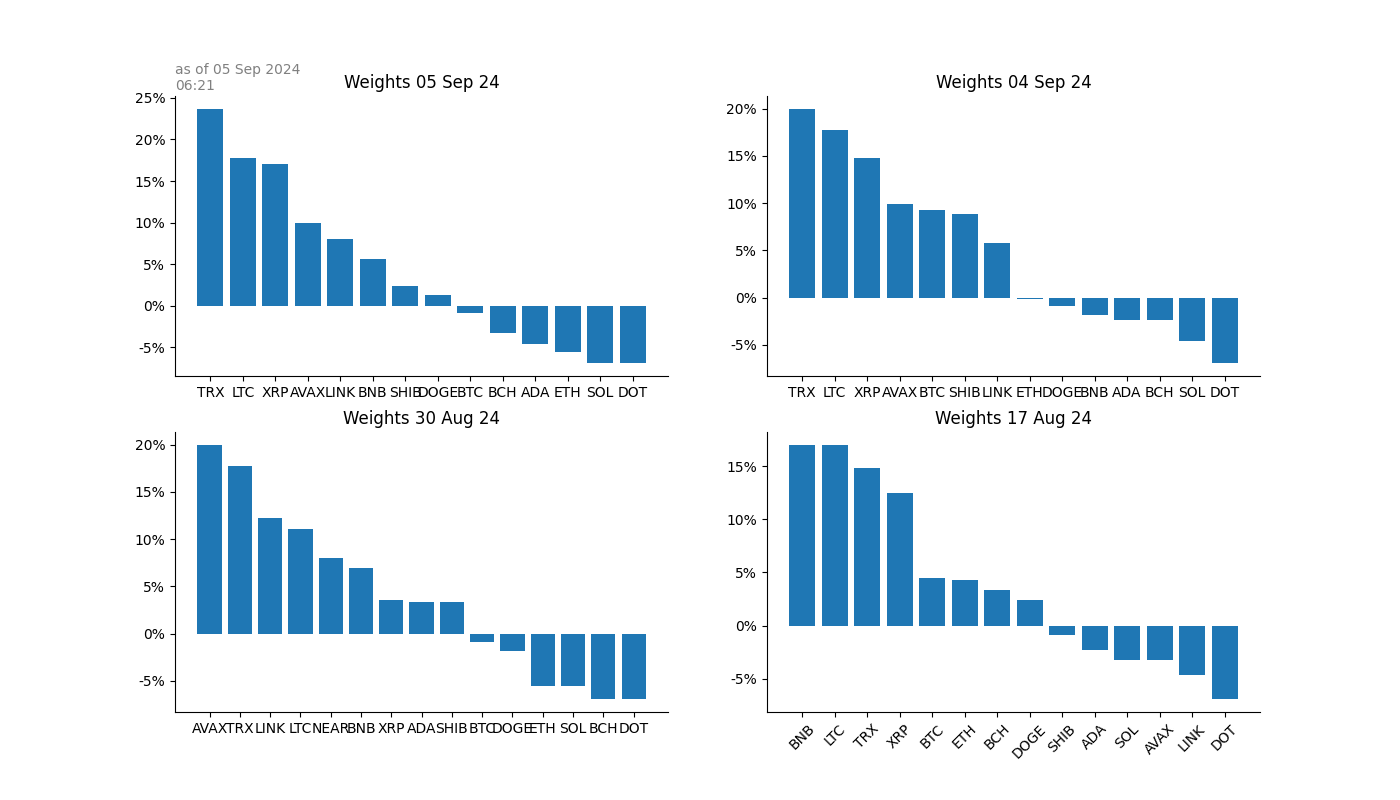 as of 05 Sep 2024
06:21
Weights 05 Sep 24
25%
20%
15%
10%
5%
0%
-5%
TRX LTC XRP AVAX LINK BNB SHIB DOGE BTC BCH ADA ETH SOL DOT
Weights 04 Sep 24
20%
15%
10%
5%
0%
-5%
TRX LTC XRP AVAX BTC SHIB LINK ETH DOGE BNB ADA BCH SOL DOT
Weights 30 Aug 24
20%
15%
10%
5%
0%
-5%
AVAX TRX LINK LTC NEAR BNB XRP ADA SHIB BTC DOGE ETH SOL BCH DOT
Weights 17 Aug 24
15%
10%
5%
0%
-5%
BNB LTC TRX XRP BTC ETH BCH DOGE SHIB ADA SOL AVAX LINK DOT